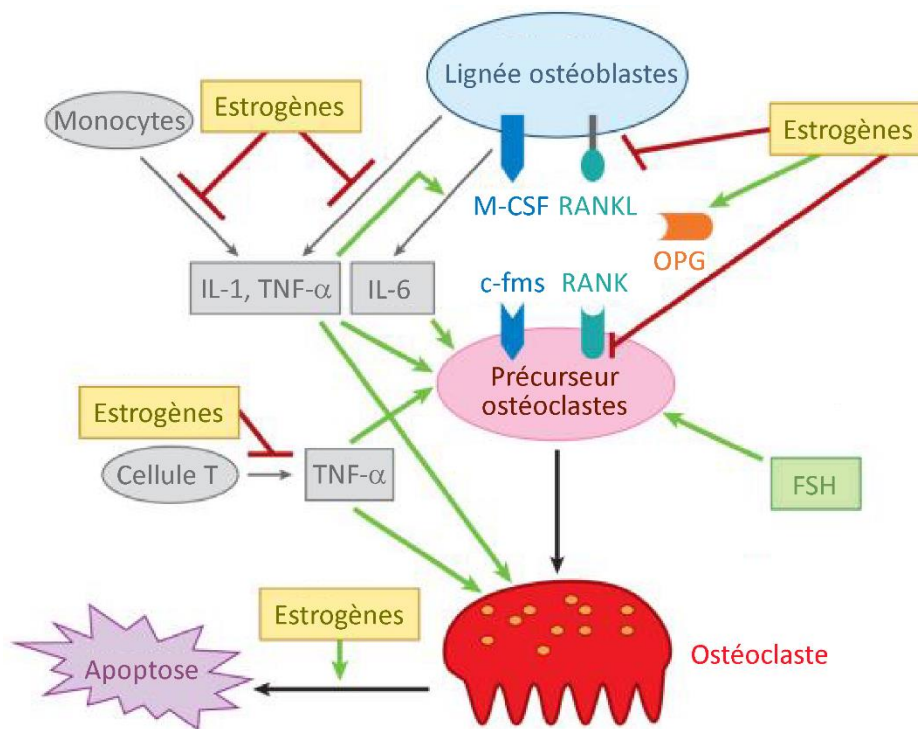 Lignée ostéoblastes
Monocytes
Estrogènes
Estrogènes
M-CSF
RANKL
OPG
IL-1, TNF-α
IL-6
c-fms
RANK
Précurseur
ostéoclastes
Estrogènes
Cellule T
TNF-α
FSH
Estrogènes
Apoptose
Ostéoclaste